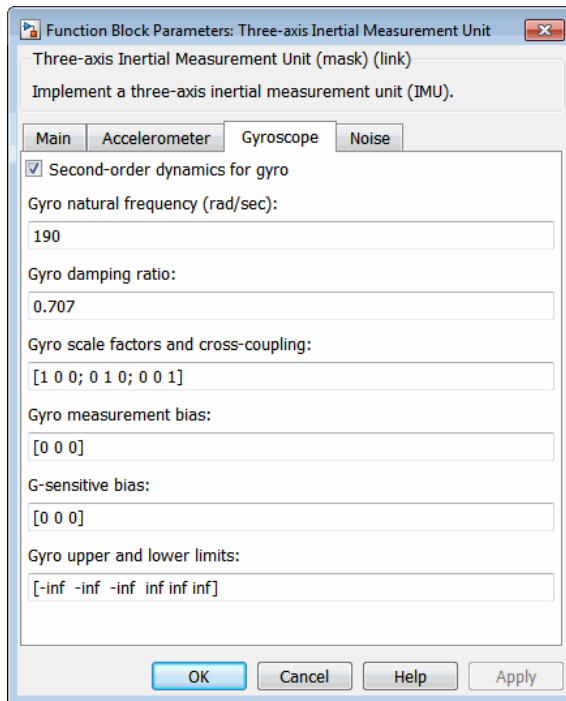 Function Block Parameters: Three-axis Inertial Measurement Unit
Three-axis Inertial Measurement Unit (mask) (link)
Implement a three-axis inertial measurement unit (IMU).
Main Accelerometer Gyroscope Noise
Second-order dynamics for gyro
Gyro natural frequency (rad/sec):
190
Gyro damping ratio:
0.707
Gyro scale factors and cross-coupling:
[1 0 0; 0 1 0; 0 0 1]
Gyro measurement bias:
[0 0 0]
G-sensitive bias:
[0 0 0]
Gyro upper and lower limits:
[-inf -inf -inf inf inf inf]
OK Cancel Help Apply